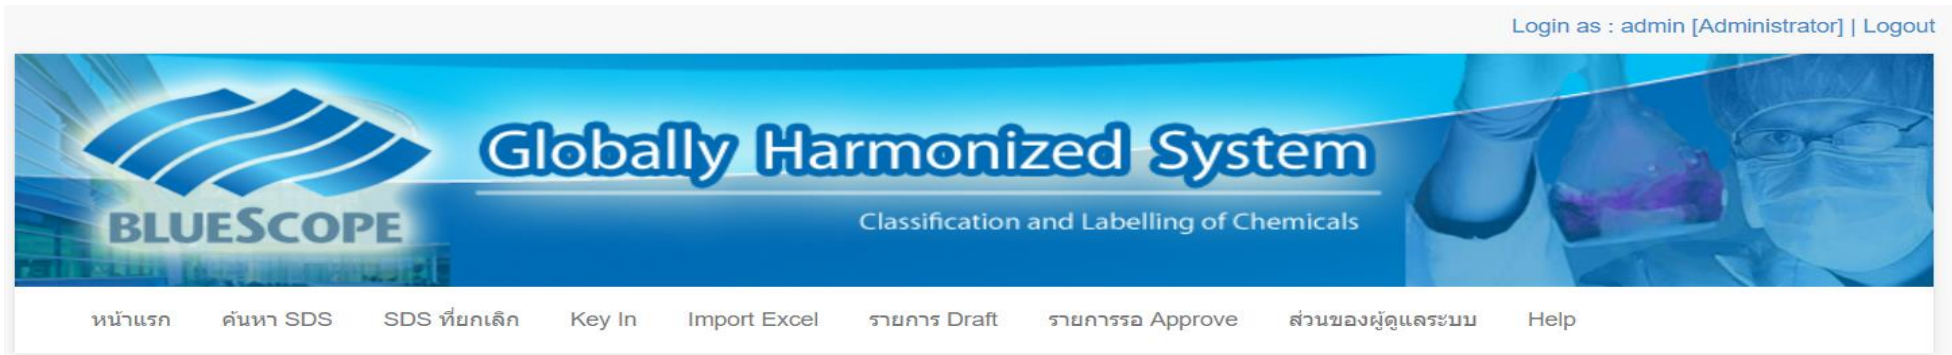 Login as : admin [Administrator] | Logout
Globally Harmonized System
Classification and Labelling of Chemicals
BLUESCOPE
หน้าแรก ค้นหา SDS SDS ที่ยกเลิก Key In Import Excel รายการ Draft รายการรอ Approve ส่วนของผู้ดูแลระบบ Help